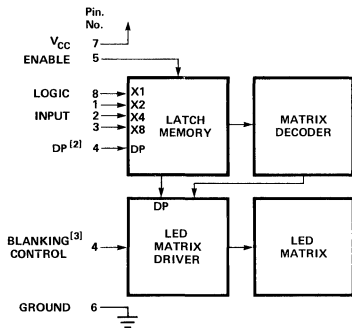 Pin.
No.
VCC 7
ENABLE 5
LOGIC 8 X1
1 X2
INPUT 2 X4
3 X8
DP [2] 4 DP
LATCH
MEMORY
MATRIX
DECODER
DP
BLANKING [3]
CONTROL 4
LED
MATRIX
DRIVER
LED
MATRIX
GROUND 6